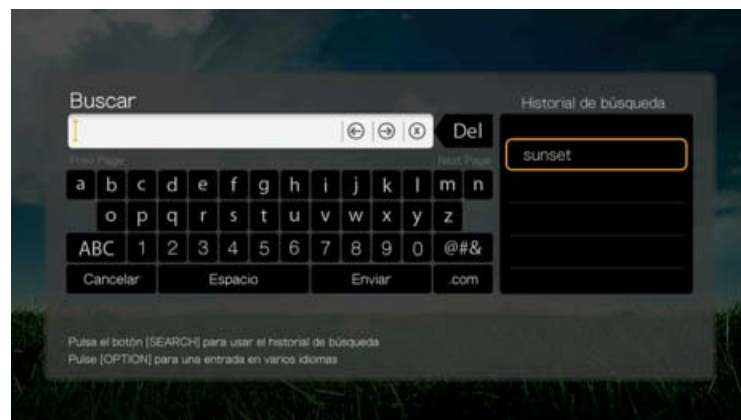 Buscar
Historial de búsqueda
Del
sunset
Prev Page
Next Page
a b c d e f g h i j k l m n
o p q r s t u v w x y z
ABC 1 2 3 4 5 6 7 8 9 0 @#&
Cancelar Espacio Enviar .com
Pulsa el botón [SEARCH] para usar el historial de búsqueda
Pulse [OPTION] para una entrada en varios idiomas